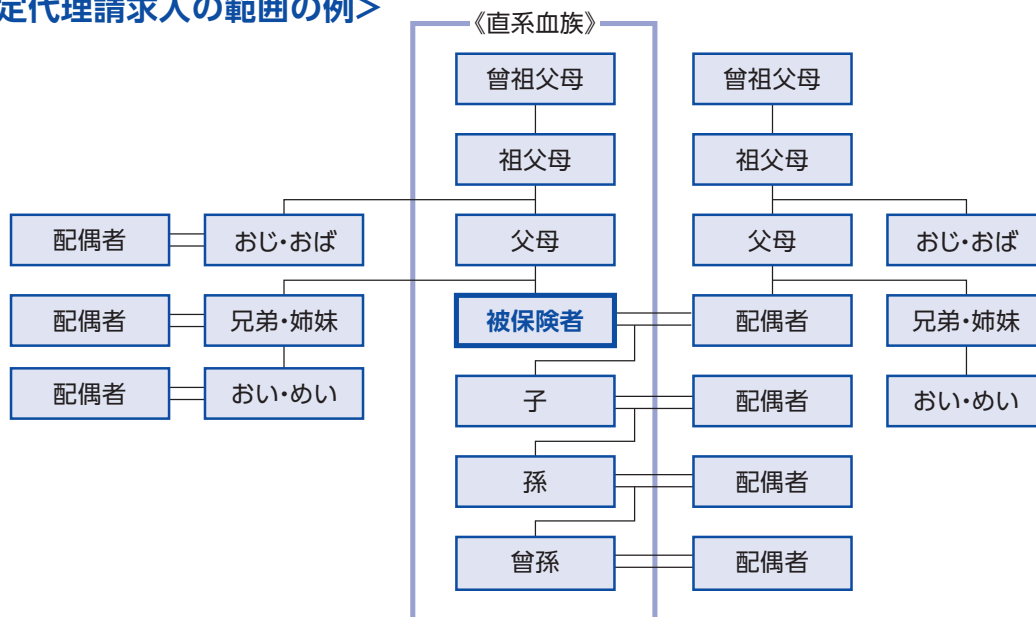 定代理請求人の範囲の例>
《直系血族》
曾祖父母
曾祖父母
祖父母
祖父母
配偶者
おじ・おば
父母
父母
おじ・おば
配偶者
兄弟・姉妹
被保険者
配偶者
兄弟・姉妹
配偶者
おい・めい
子
配偶者
おい・めい
孫
配偶者
曾孫
配偶者